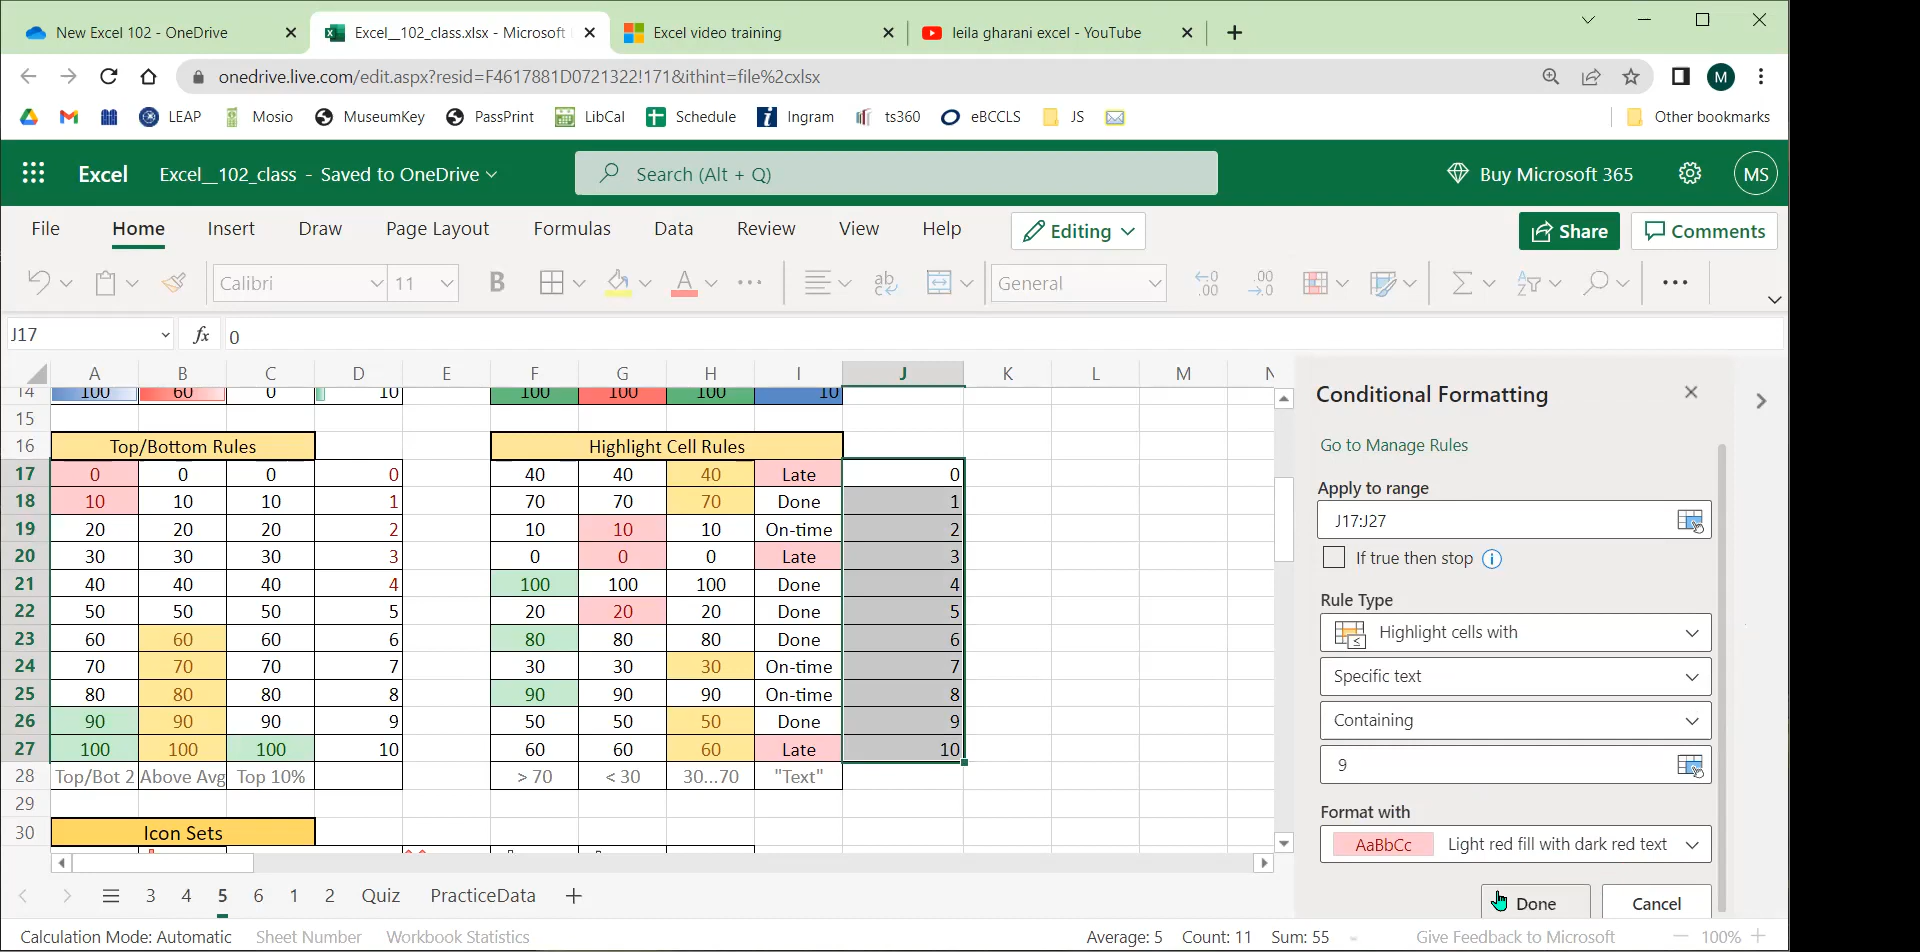 New Excel 102 - OneDrive
Excel__102_class.xlsx - Microsoft
Excel video training
leila gharani excel - YouTube
onedrive.live.com/edit.aspx?resid=F4617881D0721322!171&ithint=file%2cxlsx
M
LEAP
Mosio
MuseumKey
PassPrint
LibCal
Schedule
Ingram
ts360
eBCCLS
JS
Other bookmarks
Excel
Excel__102_class - Saved to OneDrive
Search (Alt + Q)
Buy Microsoft 365
MS
File Home Insert Draw Page Layout Formulas Data Review View Help
Editing
Share
Comments
Calibri 11 B General
J17 fx 0
A B C D E F G H I J K L M N
14 100 60 0 10 100 100 100 10
15
16 Top/Bottom Rules Highlight Cell Rules
17 0 0 0 0 40 40 40 Late 0
18 10 10 10 1 70 70 70 Done 1
19 20 20 20 2 10 10 10 On-time 2
20 30 30 30 3 0 0 0 Late 3
21 40 40 40 4 100 100 100 Done 4
22 50 50 50 5 20 20 20 Done 5
23 60 60 60 6 80 80 80 Done 6
24 70 70 70 7 30 30 30 On-time 7
25 80 80 80 8 90 90 90 On-time 8
26 90 90 90 9 50 50 50 Done 9
27 100 100 100 10 60 60 60 Late 10
28 Top/Bot 2 Above Avg Top 10% > 70 < 30 30...70 "Text"
29
30 Icon Sets
Conditional Formatting
Go to Manage Rules
Apply to range
J17:J27
If true then stop
Rule Type
Highlight cells with
Specific text
Containing
9
Format with
AaBbCc Light red fill with dark red text
Done Cancel
3 4 5 6 1 2 Quiz PracticeData
Calculation Mode: Automatic Sheet Number Workbook Statistics
Average: 5 Count: 11 Sum: 55
Give Feedback to Microsoft
100%